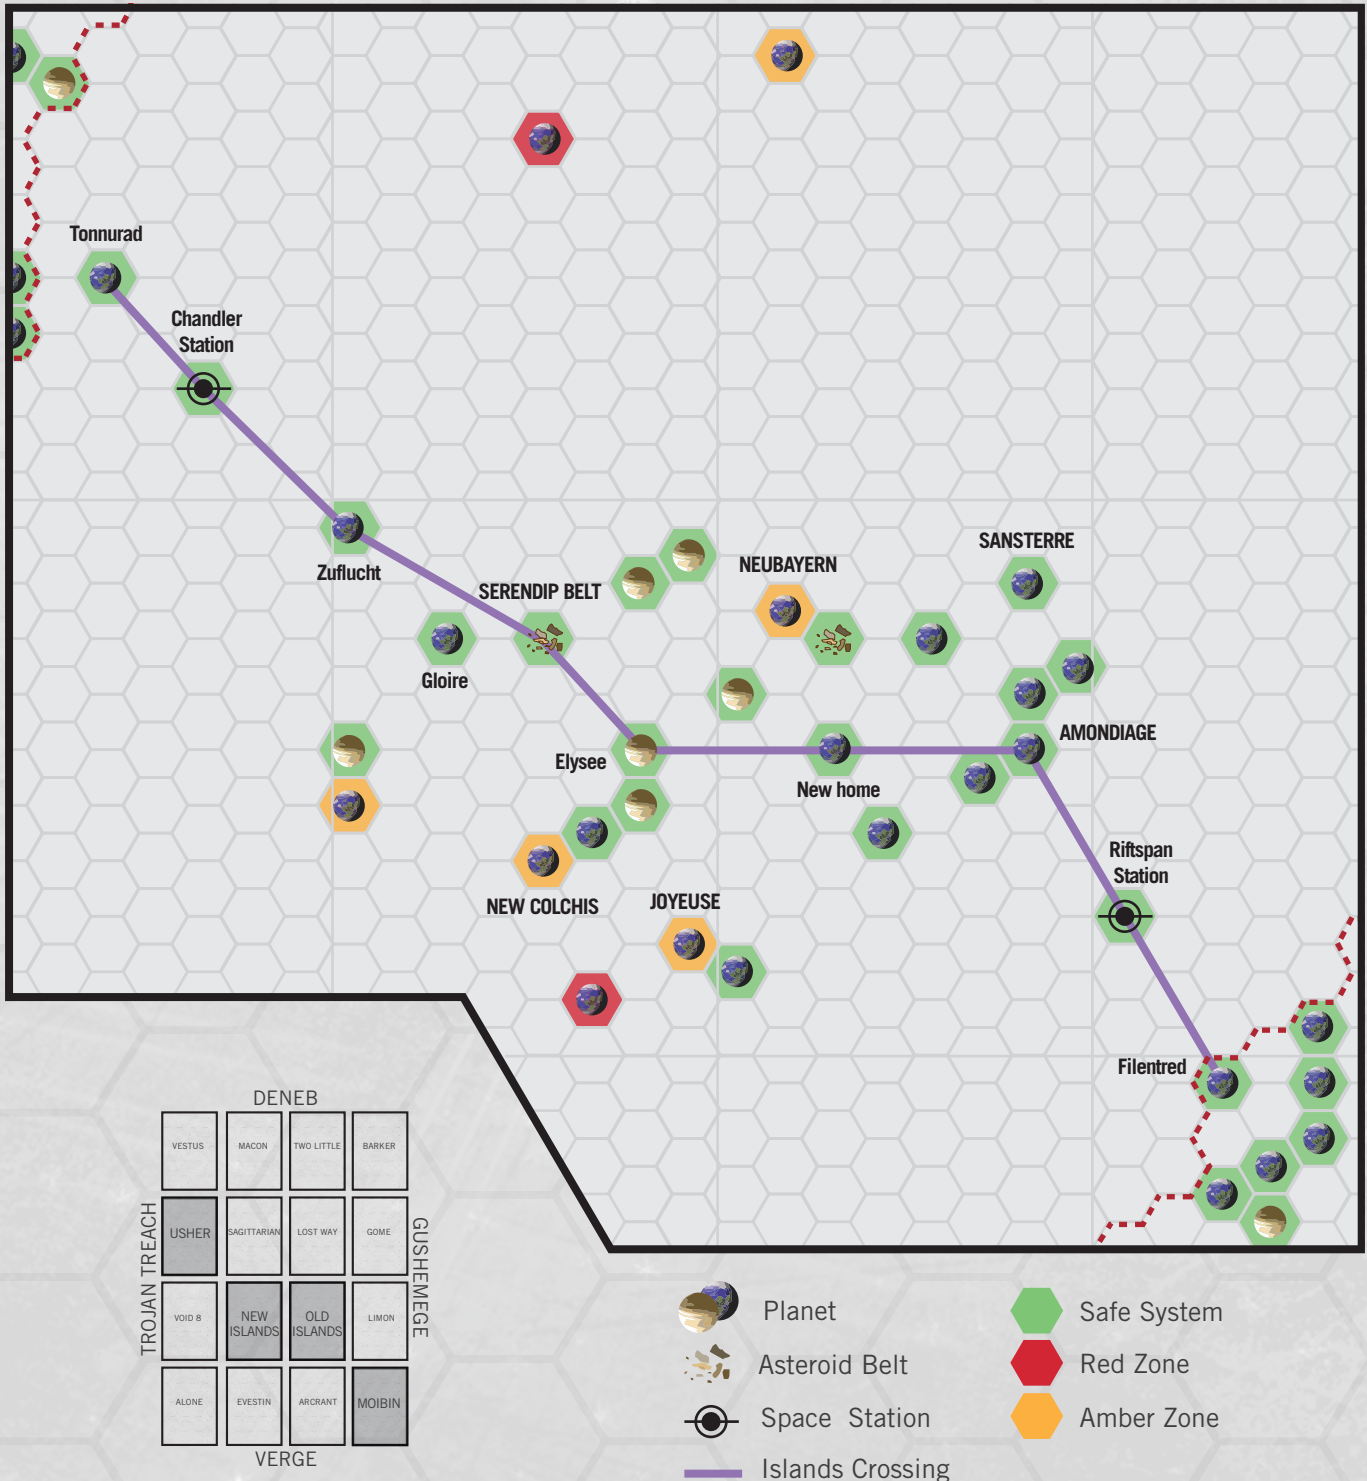 Tonnurad
Chandler
Station
Zuflucht
SERENDIP BELT
Gloire
NEUBAYERN
SANSTERRE
AMONDIAGE
Elysee
New home
NEW COLCHIS
JOYEUSE
Riftspan
Station
Filentred
DENEB
VESTUS
MACON
TWO LITTLE
BARKER
TROJAN TREACH
USHER
SAGITTARIAN
LOST WAY
GOME
GUSHEMEGE
VOID 8
NEW
ISLANDS
OLD
ISLANDS
LIMON
ALONE
EVESTIN
ARCRANT
MOIBIN
VERGE
Planet
Asteroid Belt
Space Station
Islands Crossing
Safe System
Red Zone
Amber Zone